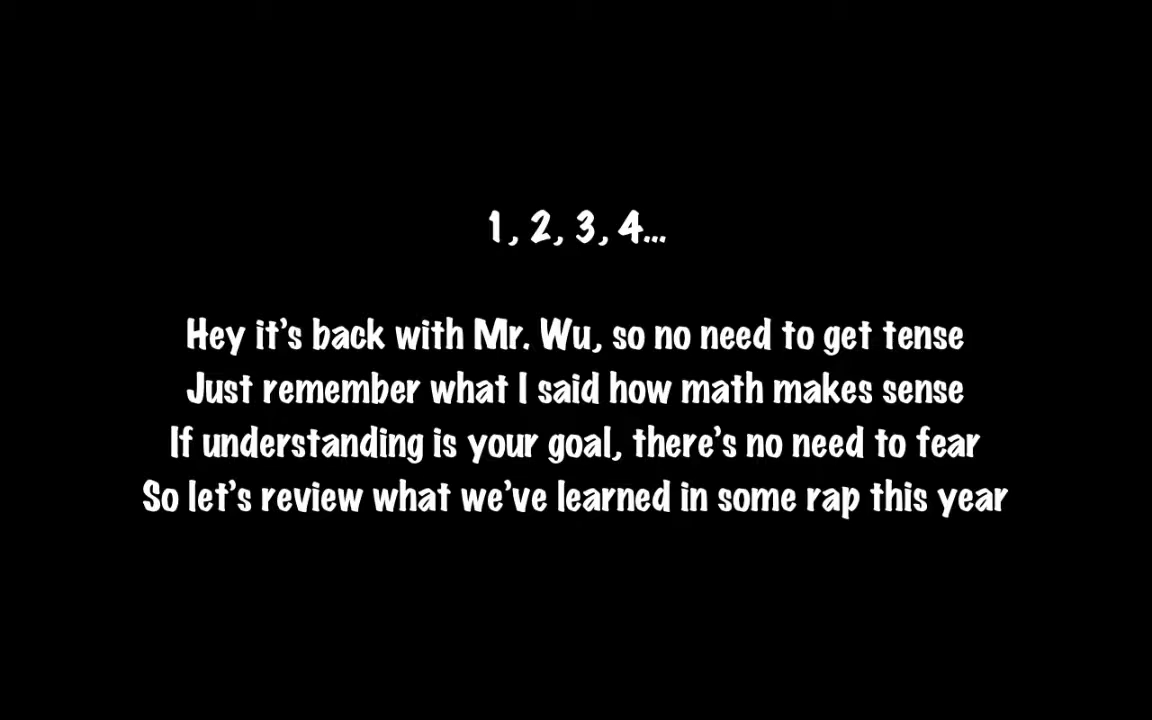 1, 2, 3, 4...
Hey it's back with Mr. Wu, so no need to get tense
Just remember what I said how math makes sense
If understanding is your goal, there's no need to fear
So let's review what we've learned in some rap this year